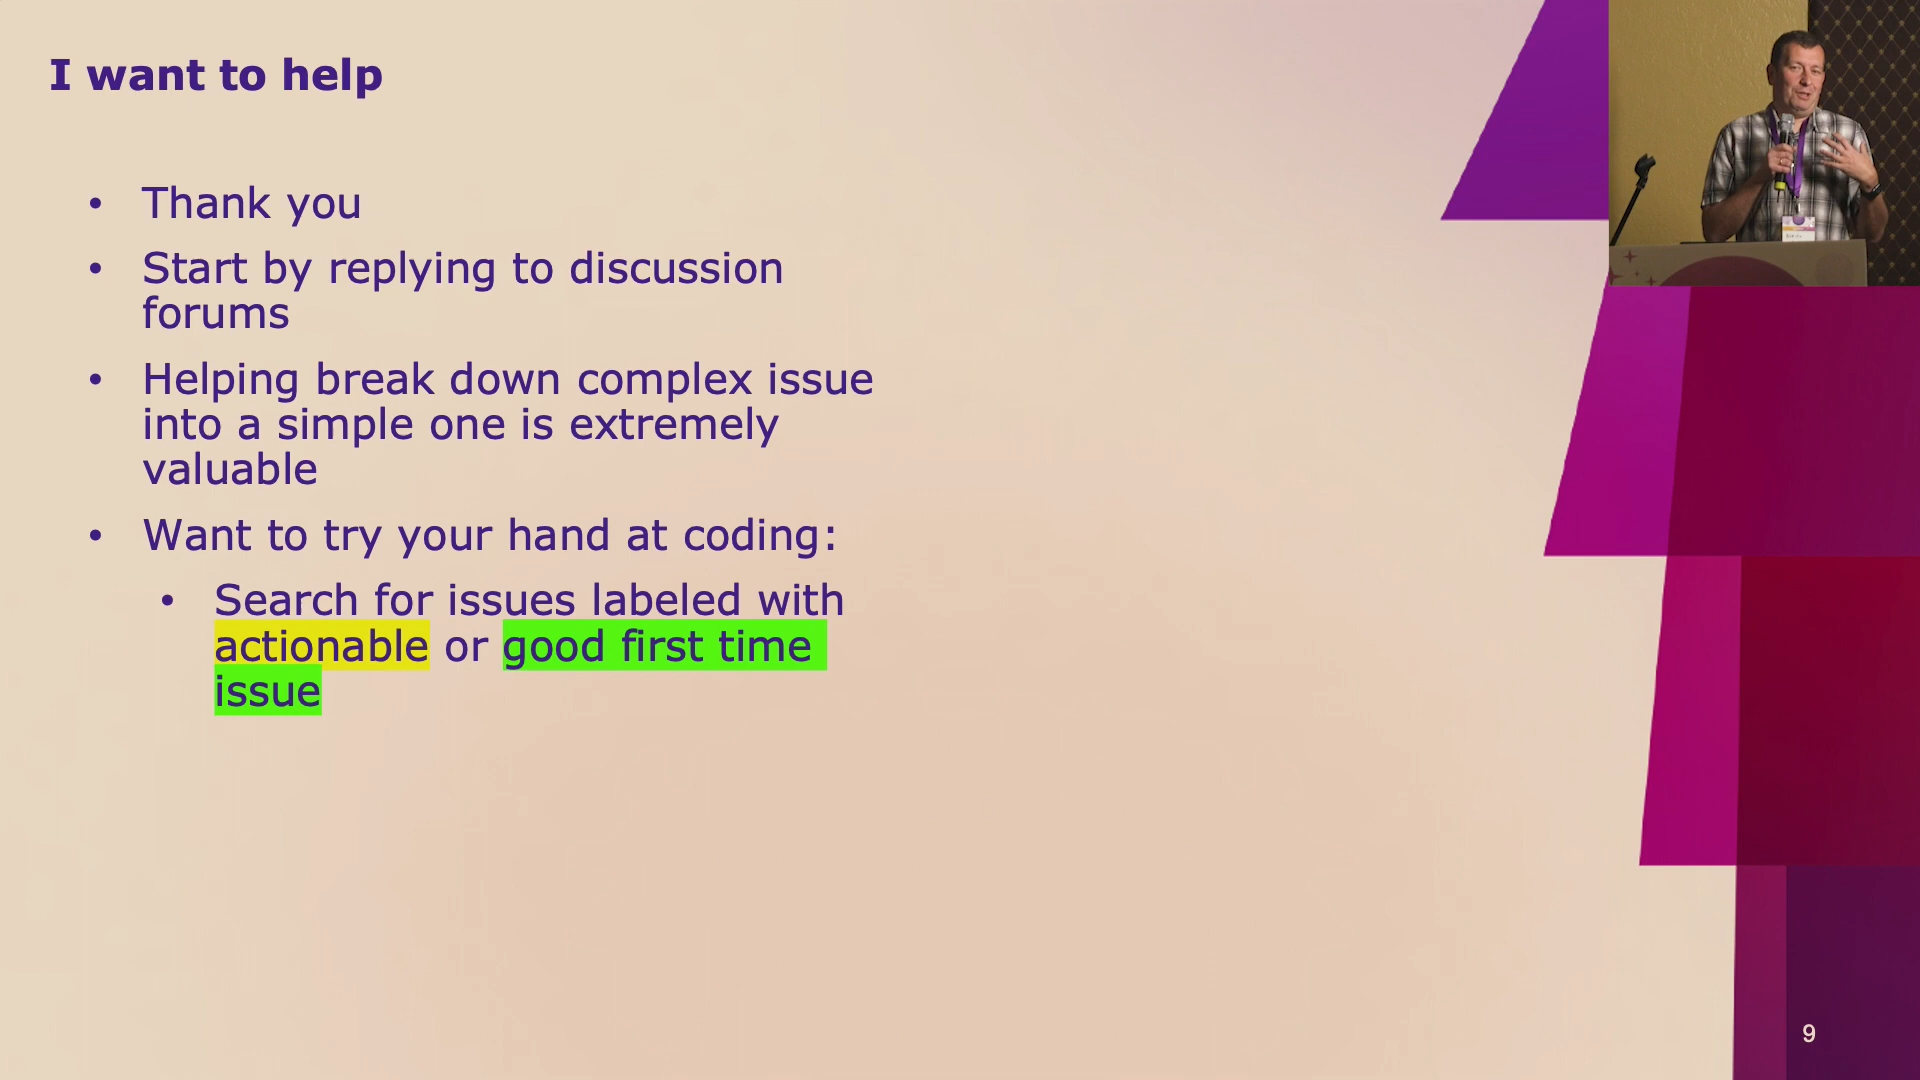 I want to help
• Thank you
• Start by replying to discussion
forums
• Helping break down complex issue
into a simple one is extremely
valuable
• Want to try your hand at coding:
• Search for issues labeled with
actionable or good first time
issue
9